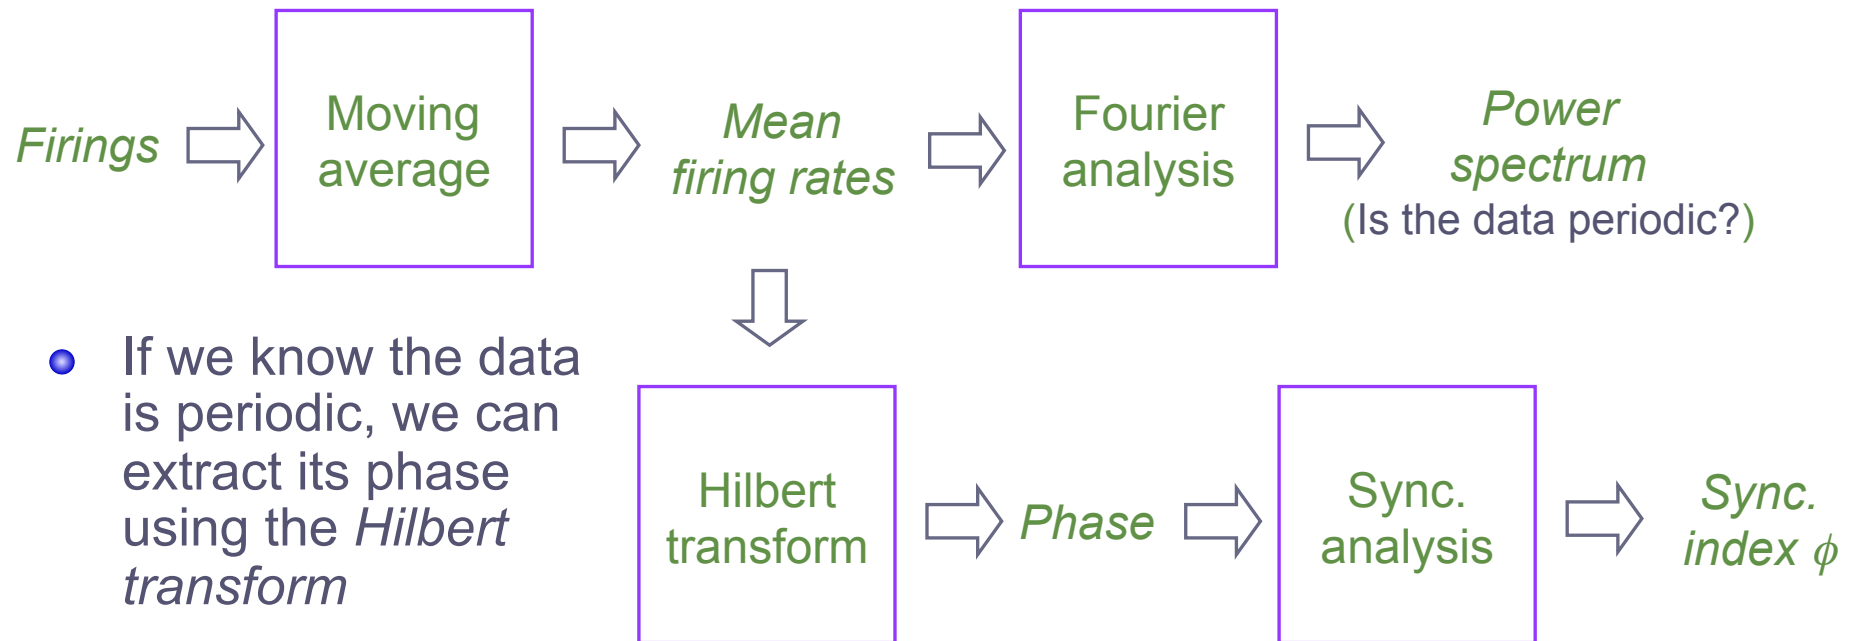 Firings
Moving
average
Mean
firing rates
Fourier
analysis
Power
spectrum
(Is the data periodic?)
If we know the data
is periodic, we can
extract its phase
using the Hilbert
transform
Hilbert
transform
Phase
Sync.
analysis
Sync.
index ϕ